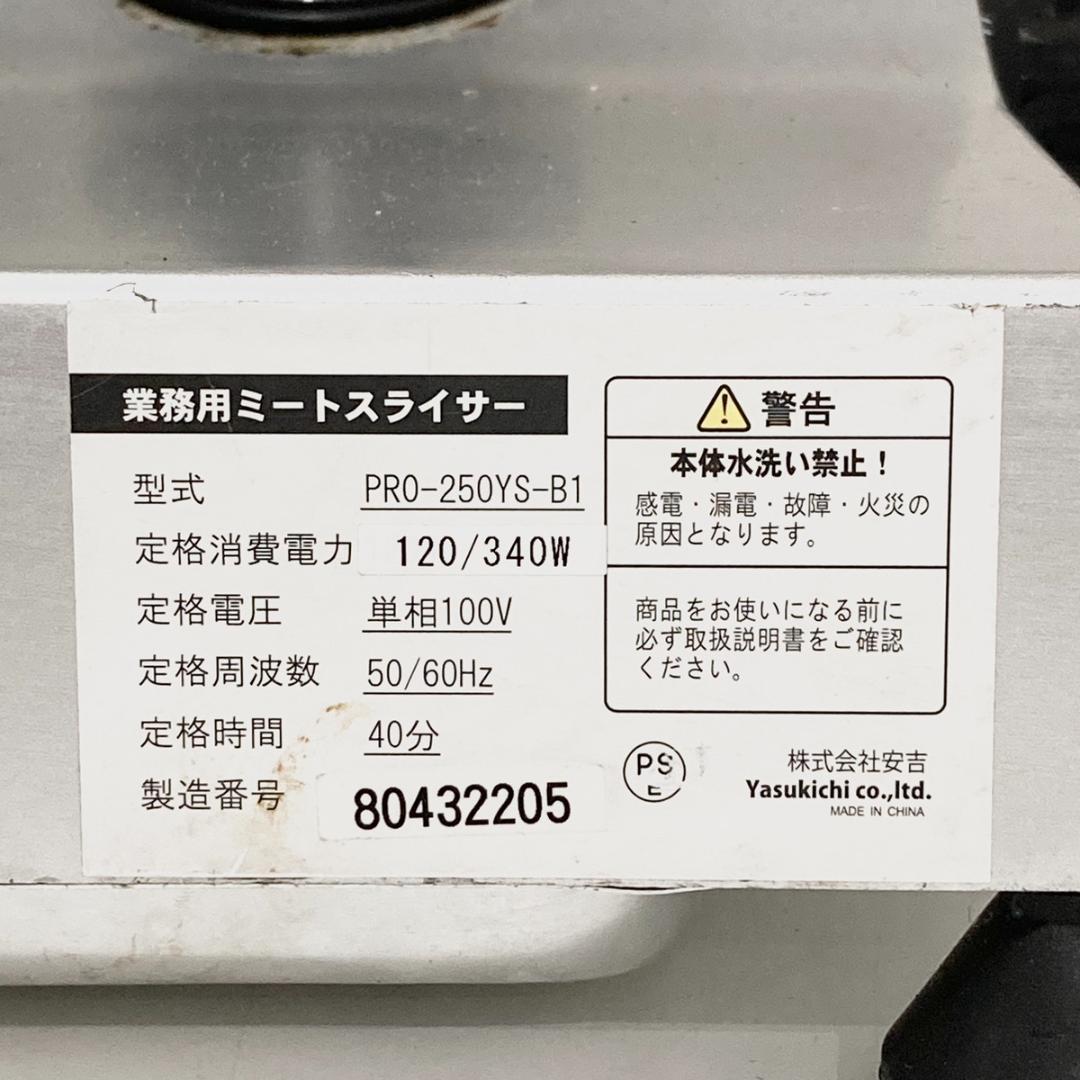 業務用ミートスライサー
型式 PRO-250YS-B1
定格消費電力 120/340W
定格電圧 単相100V
定格周波数 50/60Hz
定格時間 40分
製造番号 80432205
警告
本体水洗い禁止！
感電・漏電・故障・火災の
原因となります。
商品をお使いになる前に
必ず取扱説明書をご確認
ください。
PS
E
株式会社安吉
Yasukichi co.,ltd.
MADE IN CHINA